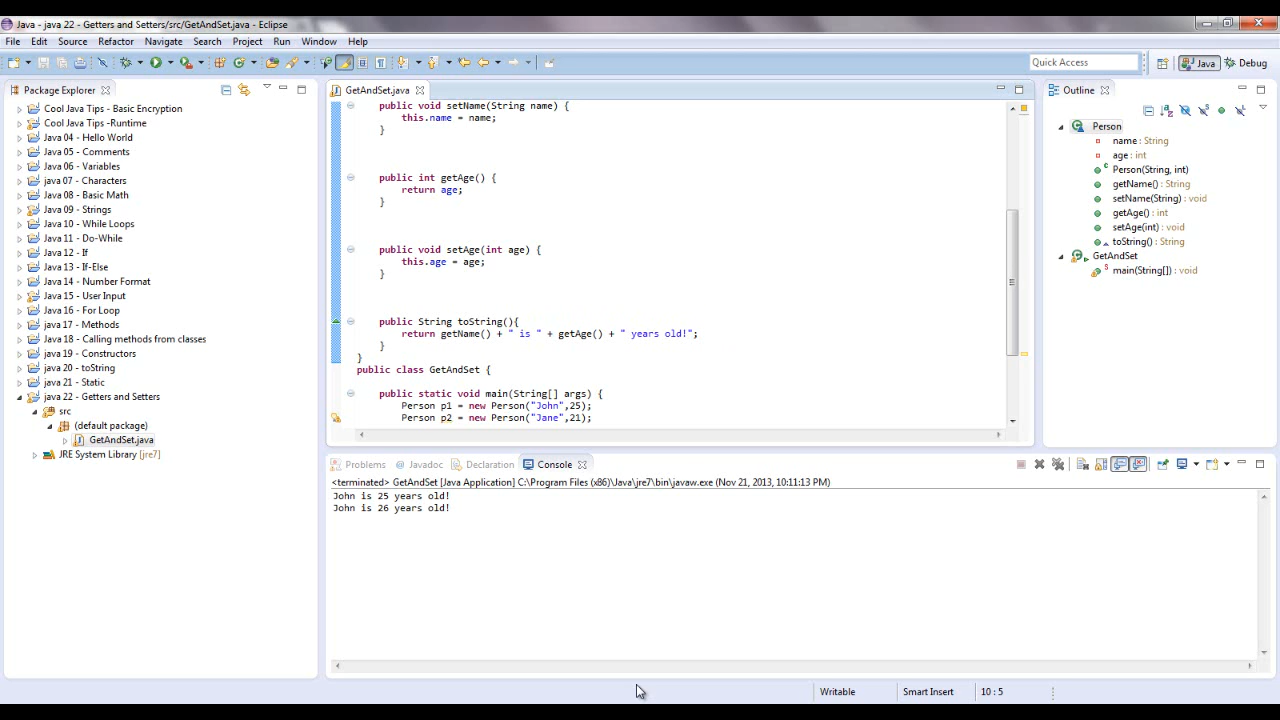 Java - java 22 - Getters and Setters/src/GetAndSet.java - Eclipse
File Edit Source Refactor Navigate Search Project Run Window Help
Quick Access
Java
Debug
Package Explorer
Cool Java Tips - Basic Encryption
Cool Java Tips -Runtime
Java 04 - Hello World
Java 05 - Comments
Java 06 - Variables
java 07 - Characters
Java 08 - Basic Math
Java 09 - Strings
Java 10 - While Loops
Java 11 - Do-While
Java 12 - If
Java 13 - If-Else
Java 14 - Number Format
Java 15 - User Input
Java 16 - For Loop
java 17 - Methods
Java 18 - Calling methods from classes
java 19 - Constructors
java 20 - toString
java 21 - Static
java 22 - Getters and Setters
src
(default package)
GetAndSet.java
JRE System Library [jre7]
GetAndSet.java
public void setName(String name) {
this.name = name;
}
public int getAge() {
return age;
}
public void setAge(int age) {
this.age = age;
}
public String toString(){
return getName() + " is " + getAge() + " years old!";
}
}
public class GetAndSet {
public static void main(String[] args) {
Person p1 = new Person("John",25);
Person p2 = new Person("Jane",21);
Outline
Person
name : String
age : int
Person(String, int)
getName() : String
setName(String) : void
getAge() : int
setAge(int) : void
toString() : String
GetAndSet
main(String[]) : void
Problems @ Javadoc Declaration Console
<terminated> GetAndSet [Java Application] C:\Program Files (x86)\Java\jre7\bin\javaw.exe (Nov 21, 2013, 10:11:13 PM)
John is 25 years old!
John is 26 years old!
Writable Smart Insert 10 : 5